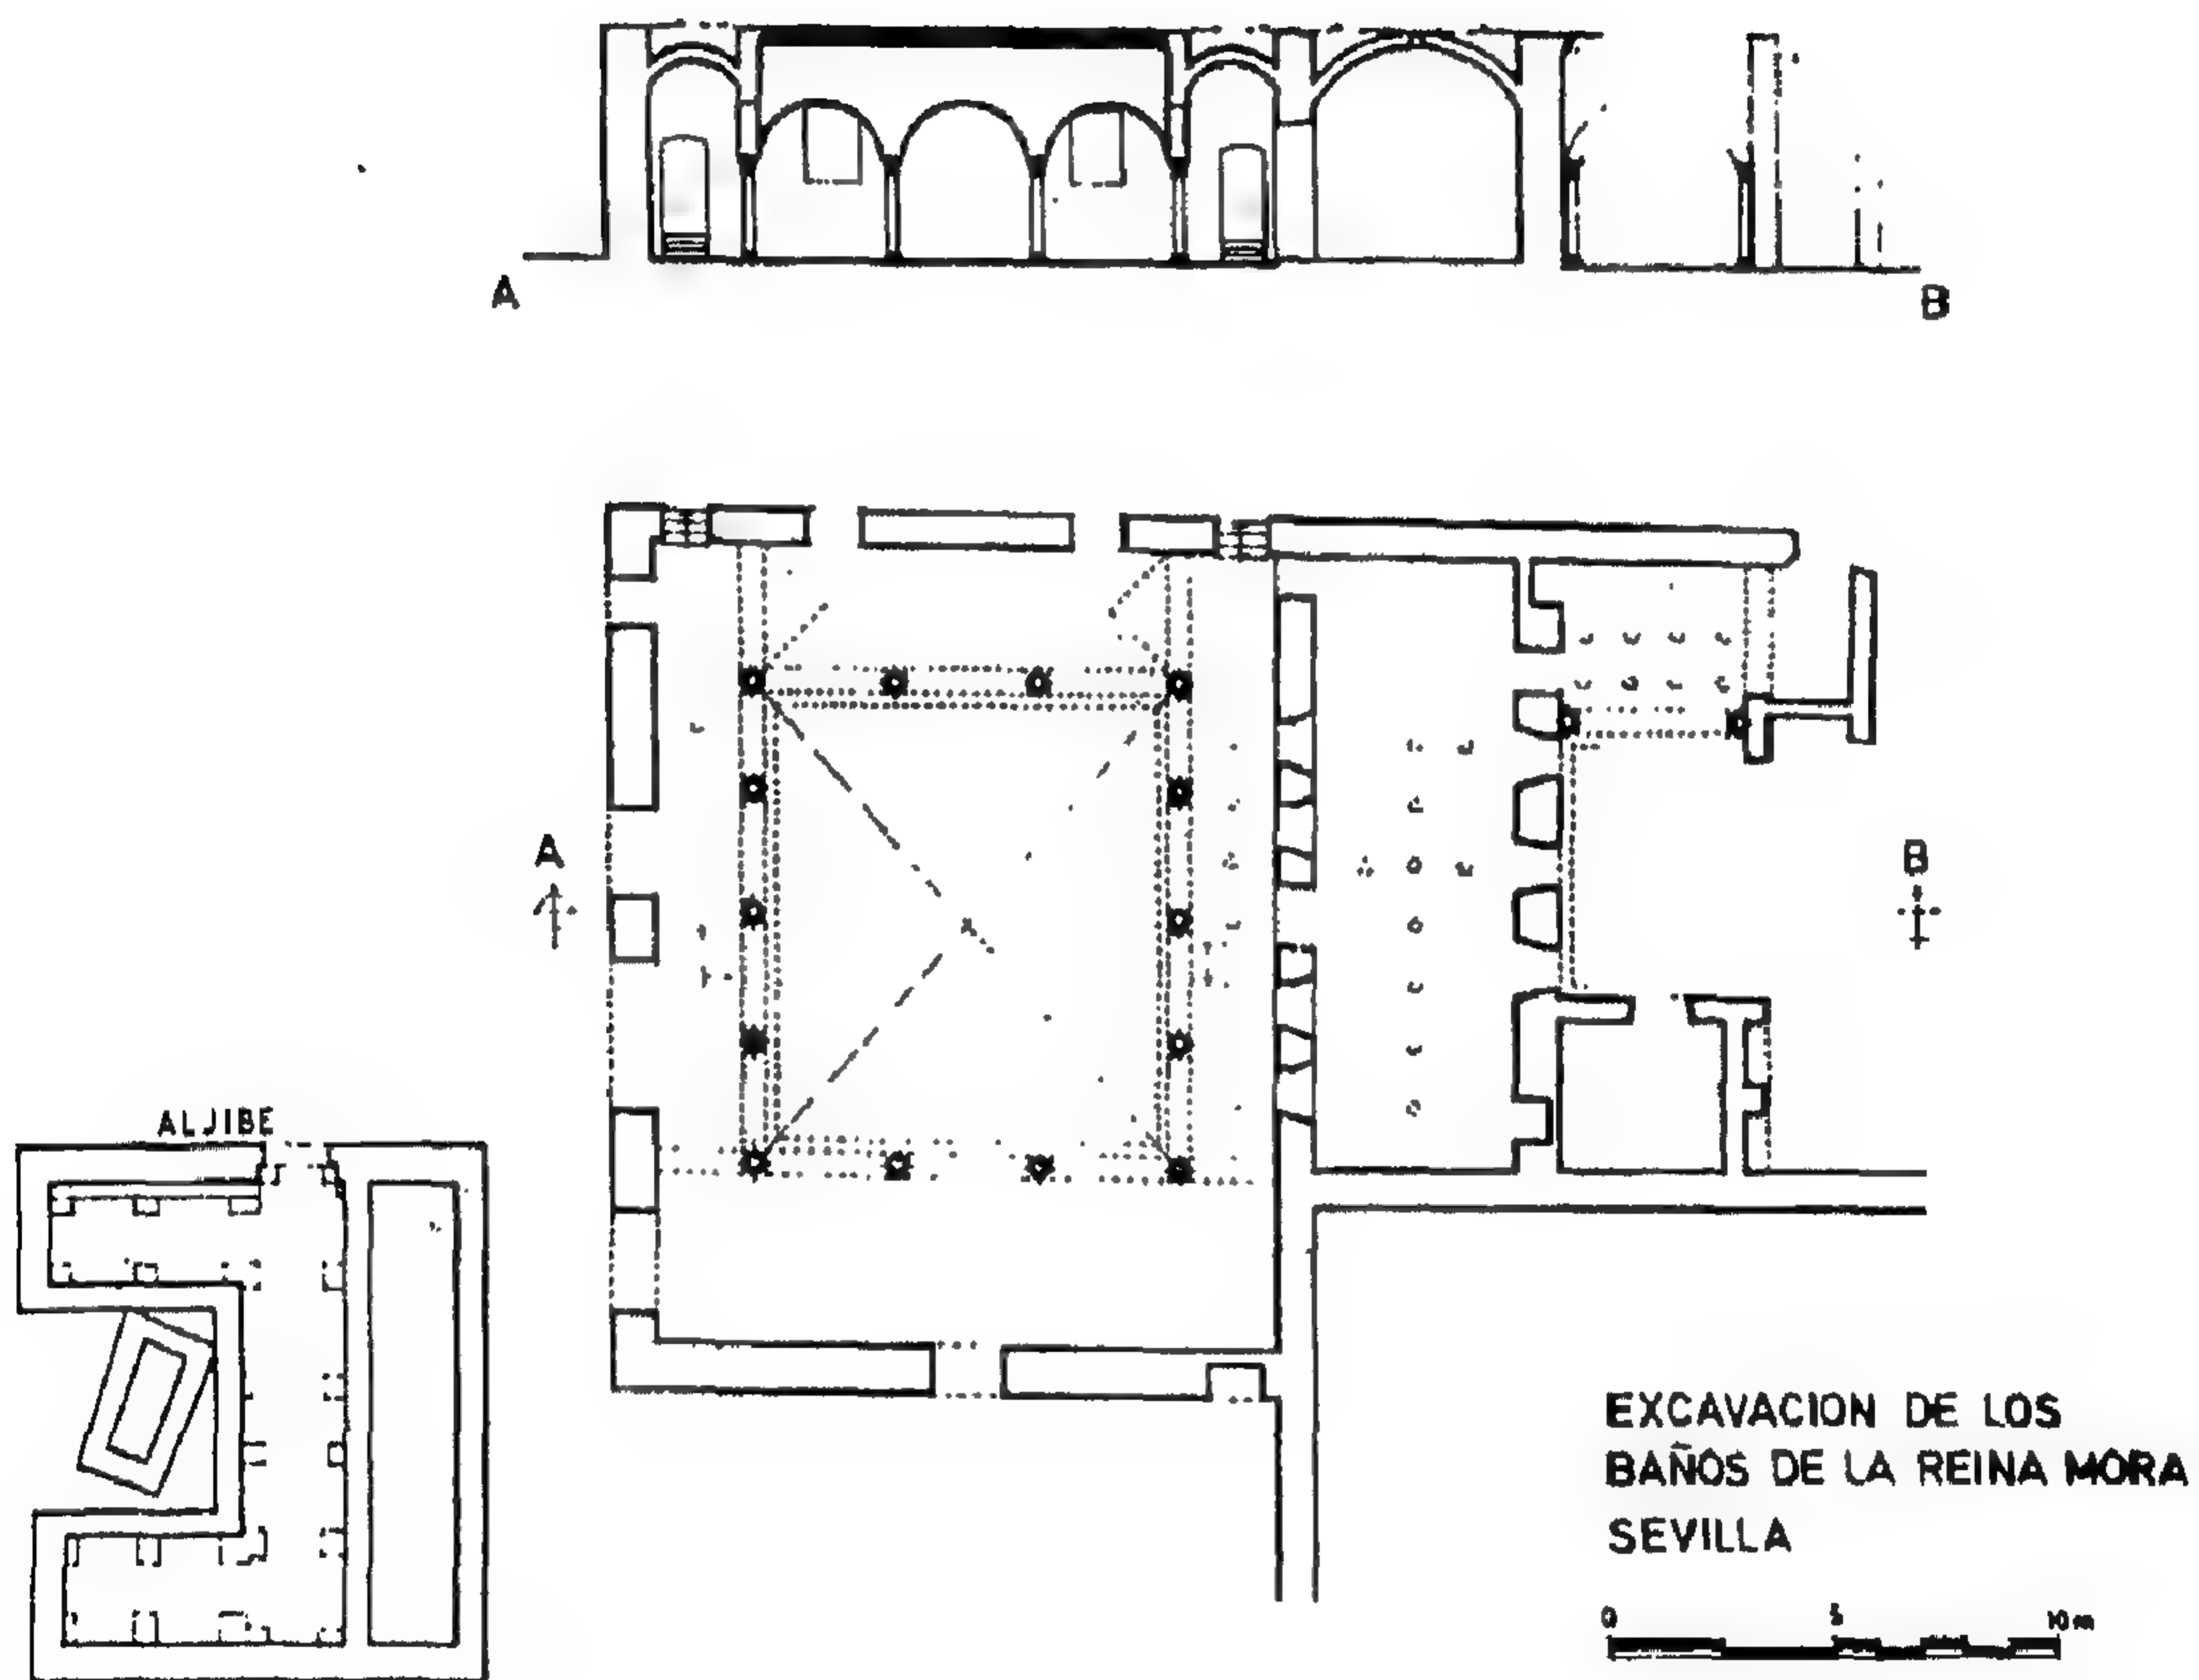 A
B
A
B
ALJIBE
EXCAVACION DE LOS
BAÑOS DE LA REINA MORA
SEVILLA
0 5 10 m